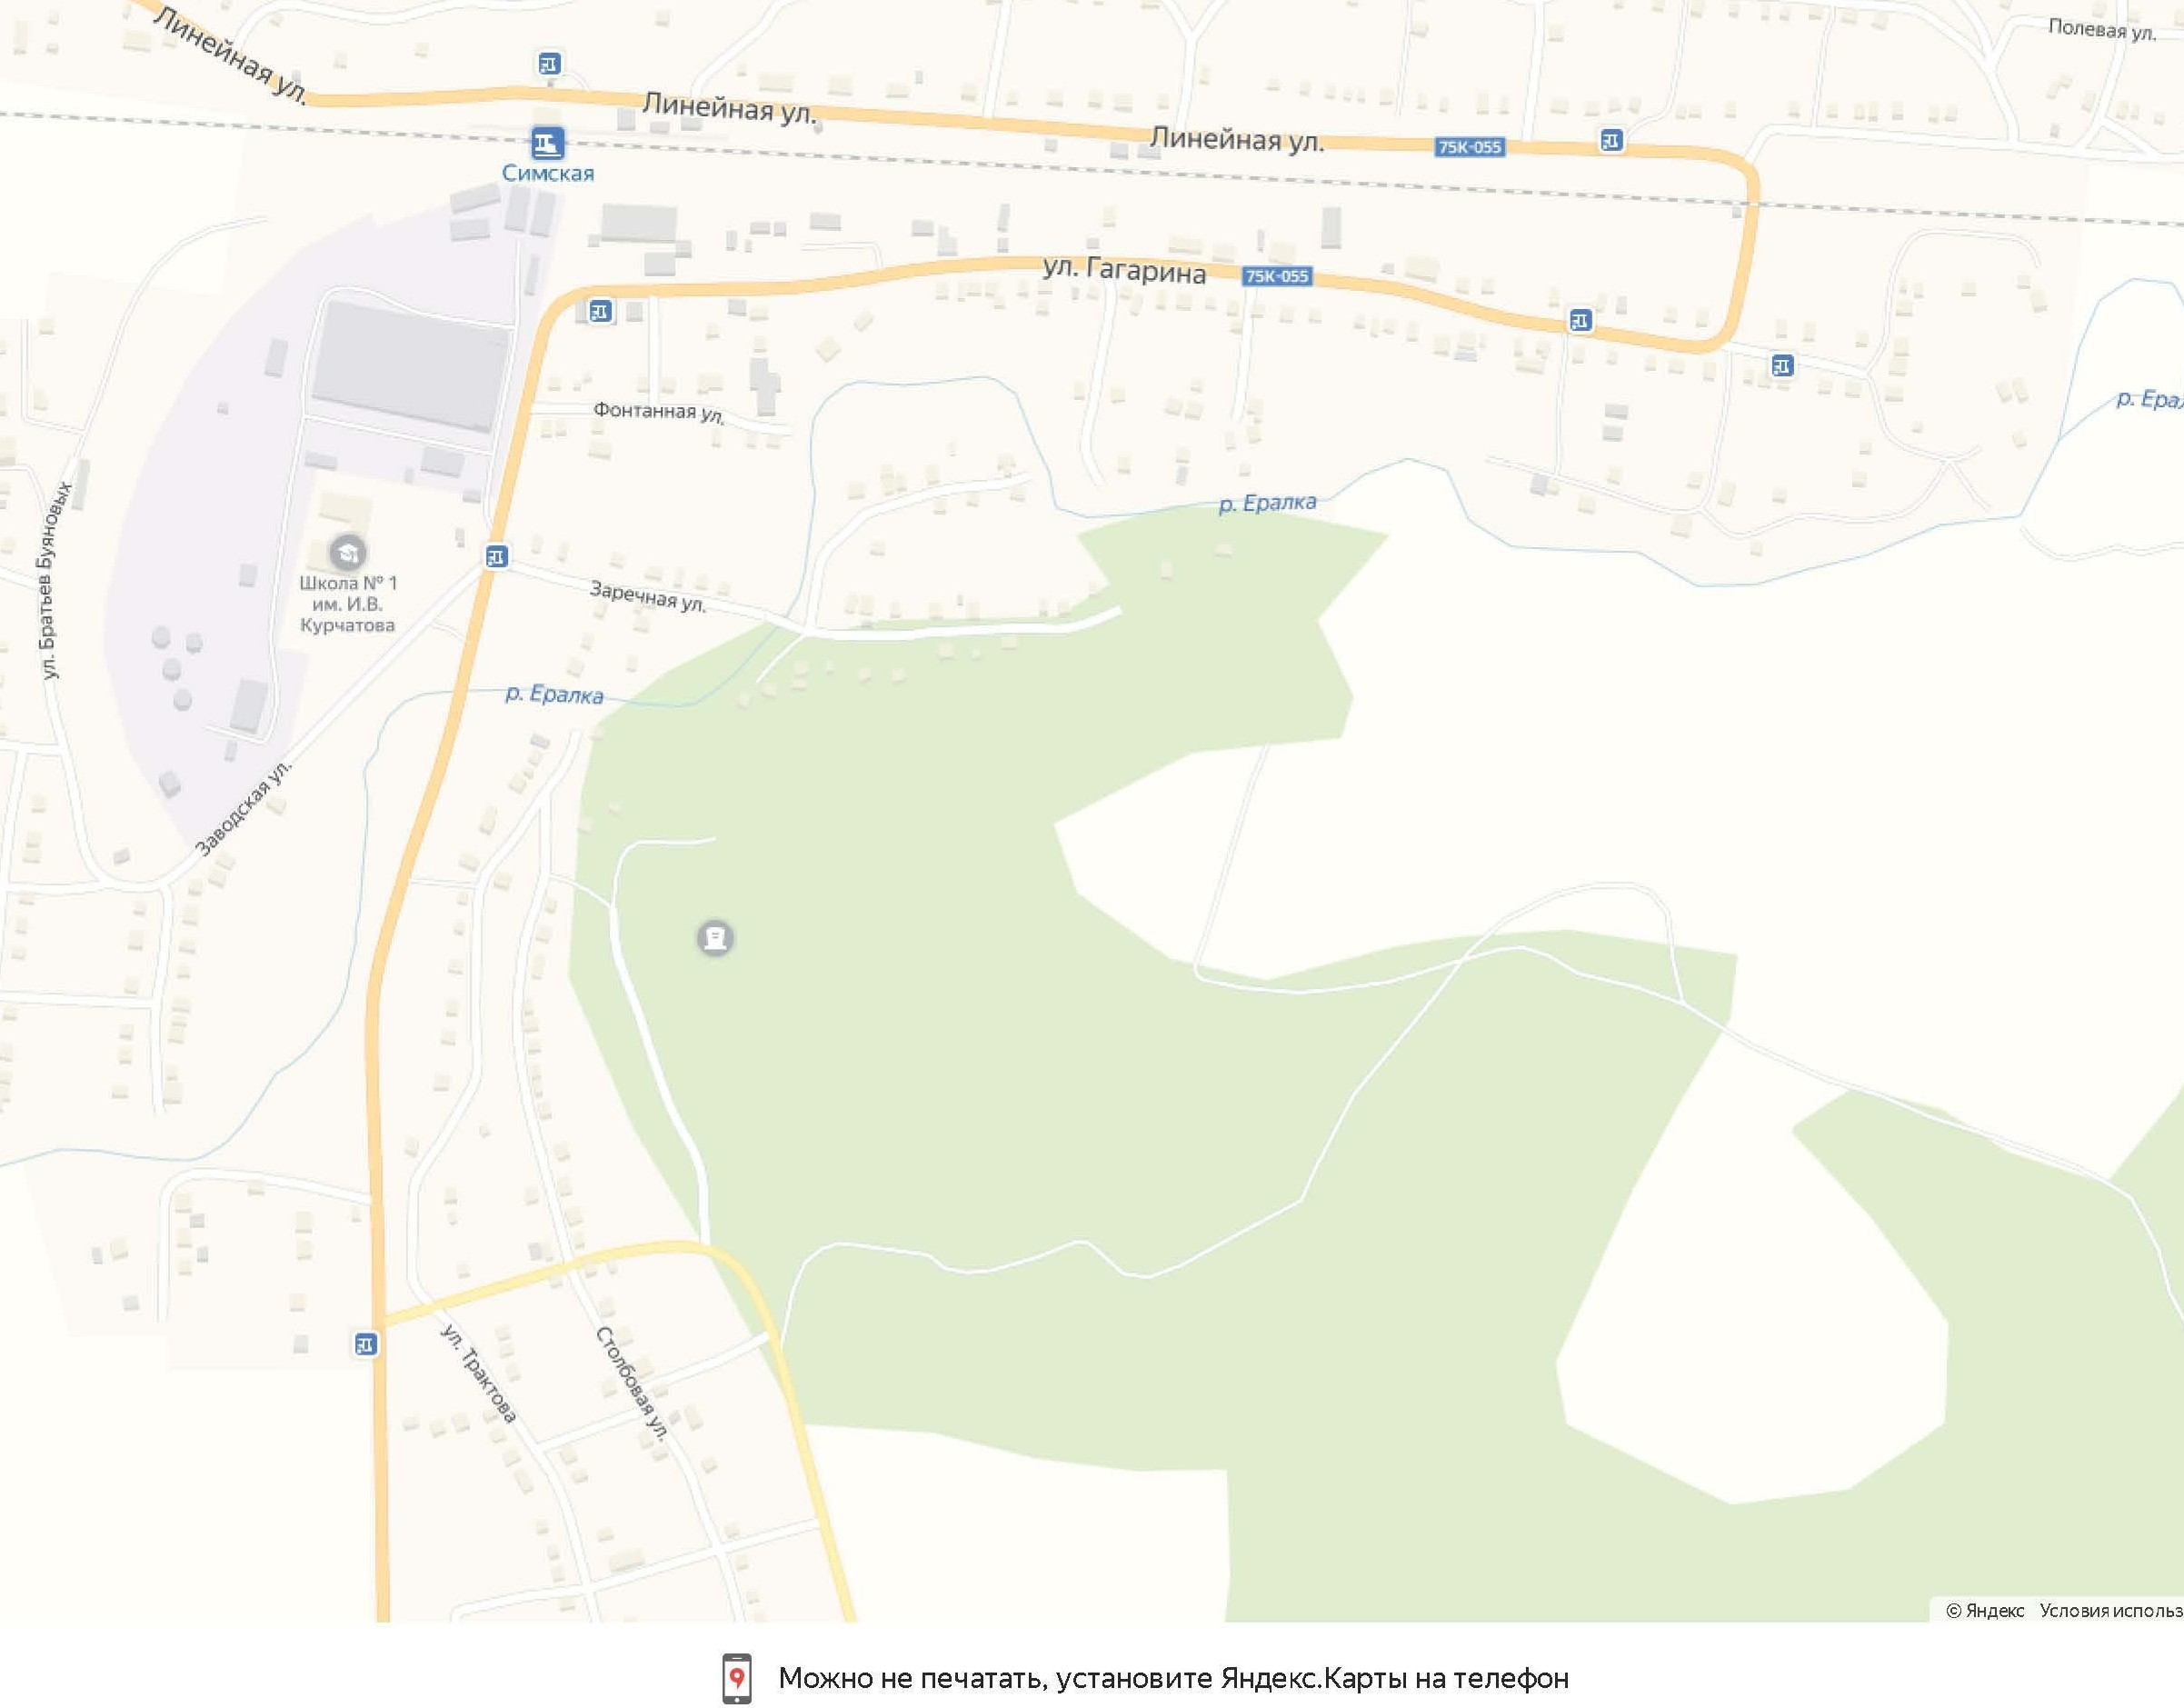 Линейная ул.
Полевая ул.
Линейная ул.
Линейная ул.
75К-055
Симская
ул. Гагарина
75К-055
р. Ерал
Фонтанная ул.
ул. Братьев Буяновых
р. Ералка
Школа № 1
им. И.В.
Курчатова
Заречная ул.
р. Ералка
Заводская ул.
ул. Трактова
Столбовая ул.
© Яндекс Условия использ
Можно не печатать, установите Яндекс.Карты на телефон